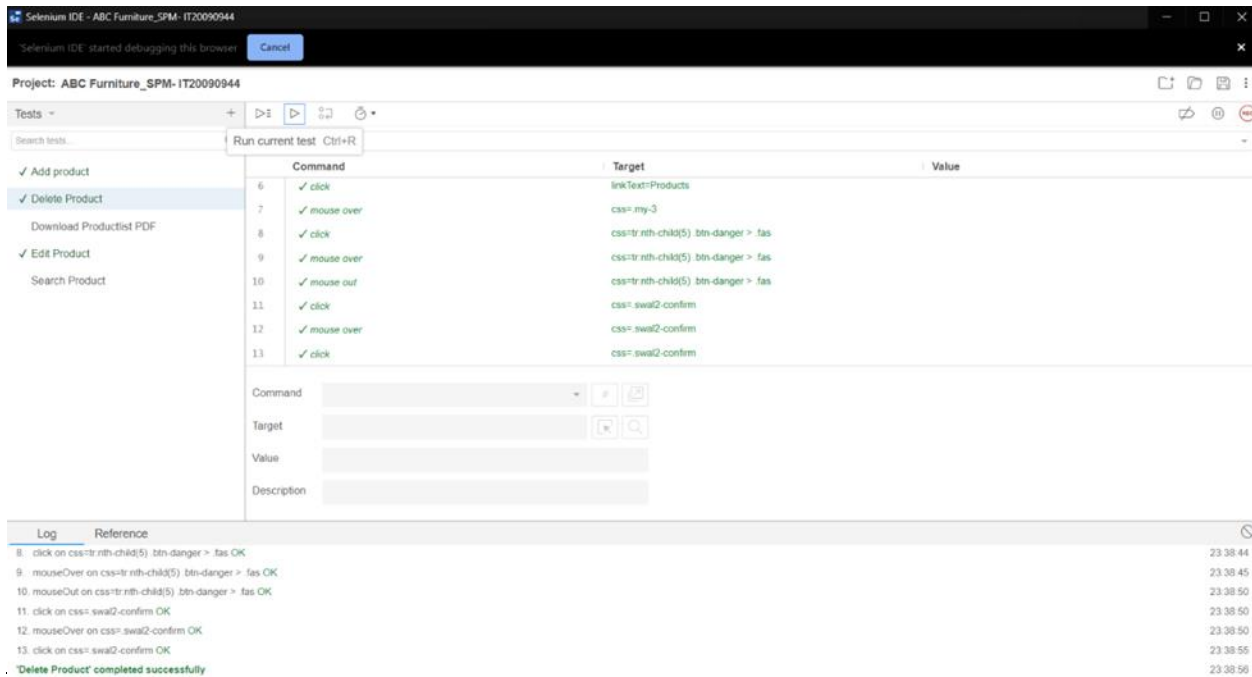 Selenium IDE - ABC Furniture_SPM- IT20090944
'Selenium IDE' started debugging this browser Cancel
Project: ABC Furniture_SPM- IT20090944
Tests
Search tests...
Run current test Ctrl+R
✓ Add product
✓ Delete Product
Download Productlist PDF
✓ Edit Product
Search Product
Command Target Value
6 ✓ click linkText=Products
7 ✓ mouse over css=.my-3
8 ✓ click css=tr:nth-child(5) .btn-danger > .fas
9 ✓ mouse over css=tr:nth-child(5) .btn-danger > .fas
10 ✓ mouse out css=tr:nth-child(5) .btn-danger > .fas
11 ✓ click css=.swal2-confirm
12 ✓ mouse over css=.swal2-confirm
13 ✓ click css=.swal2-confirm
Command
//
Target
Value
Description
Log Reference
8. click on css=tr:nth-child(5) .btn-danger > .fas OK 23:38:44
9. mouseOver on css=tr:nth-child(5) .btn-danger > .fas OK 23:38:45
10. mouseOut on css=tr:nth-child(5) .btn-danger > .fas OK 23:38:50
11. click on css=.swal2-confirm OK 23:38:50
12. mouseOver on css=.swal2-confirm OK 23:38:50
13. click on css=.swal2-confirm OK 23:38:55
'Delete Product' completed successfully 23:38:56